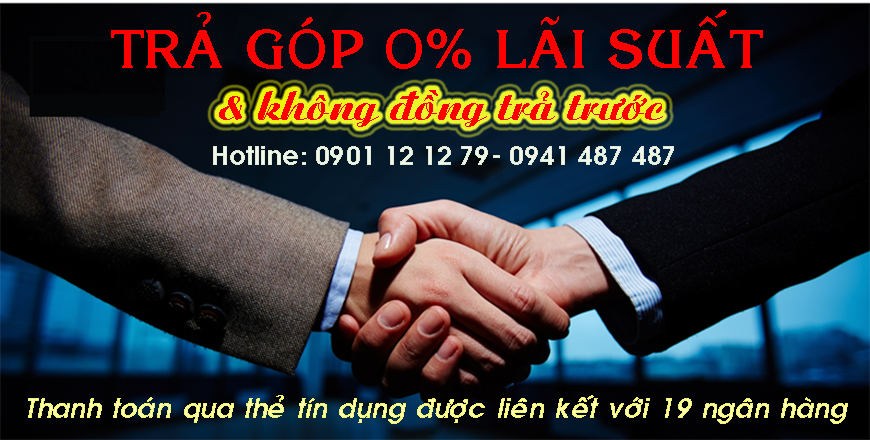 TRẢ GÓP 0% LÃI SUẤT
& không đồng trả trước
Hotline: 0901 12 12 79 - 0941 487 487
Thanh toán qua thẻ tín dụng được liên kết với 19 ngân hàng